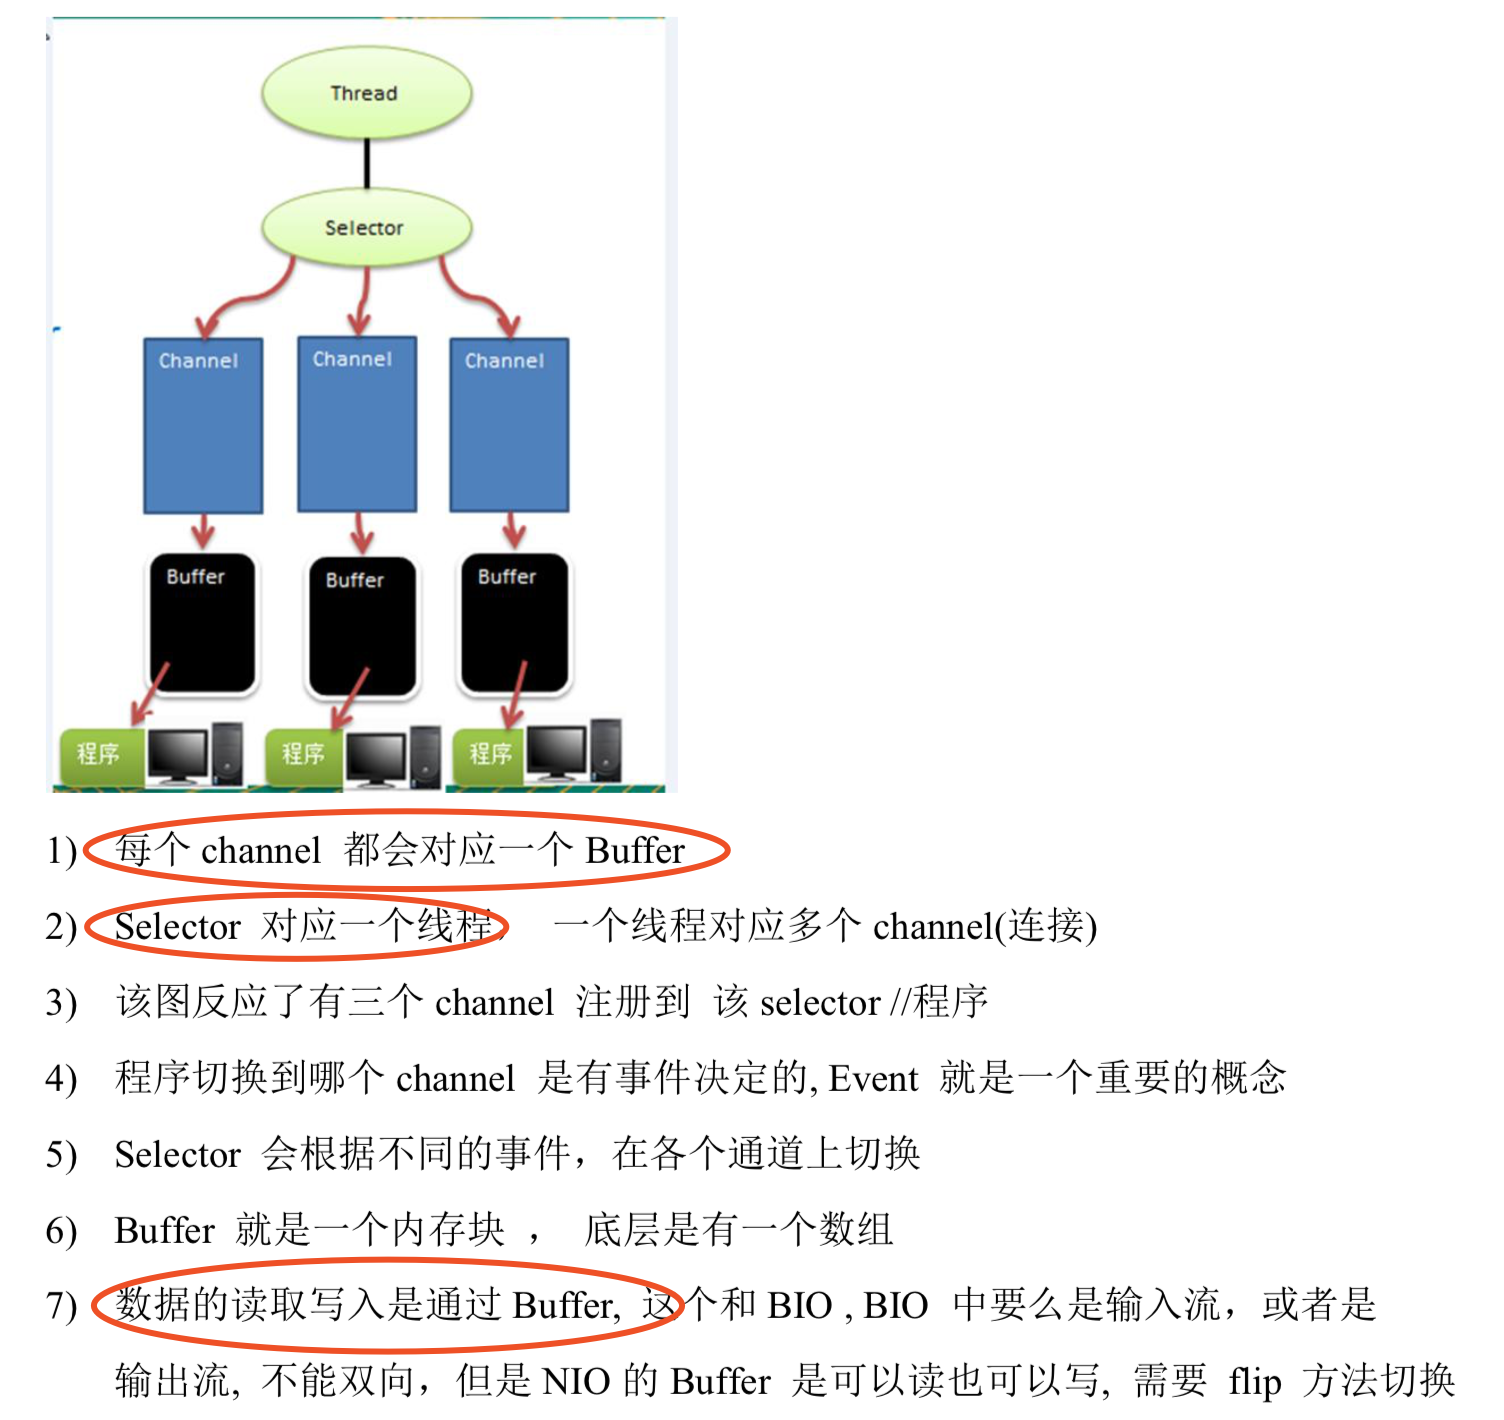 Thread
Selector
Channel Channel Channel
Buffer Buffer Buffer
程序 程序 程序
1) 每个 channel 都会对应一个 Buffer
2) Selector 对应一个线程, 一个线程对应多个 channel(连接)
3) 该图反应了有三个 channel 注册到 该 selector //程序
4) 程序切换到哪个 channel 是有事件决定的, Event 就是一个重要的概念
5) Selector 会根据不同的事件，在各个通道上切换
6) Buffer 就是一个内存块 ， 底层是有一个数组
7) 数据的读取写入是通过 Buffer, 这个和 BIO , BIO 中要么是输入流，或者是
输出流, 不能双向，但是 NIO 的 Buffer 是可以读也可以写, 需要 flip 方法切换